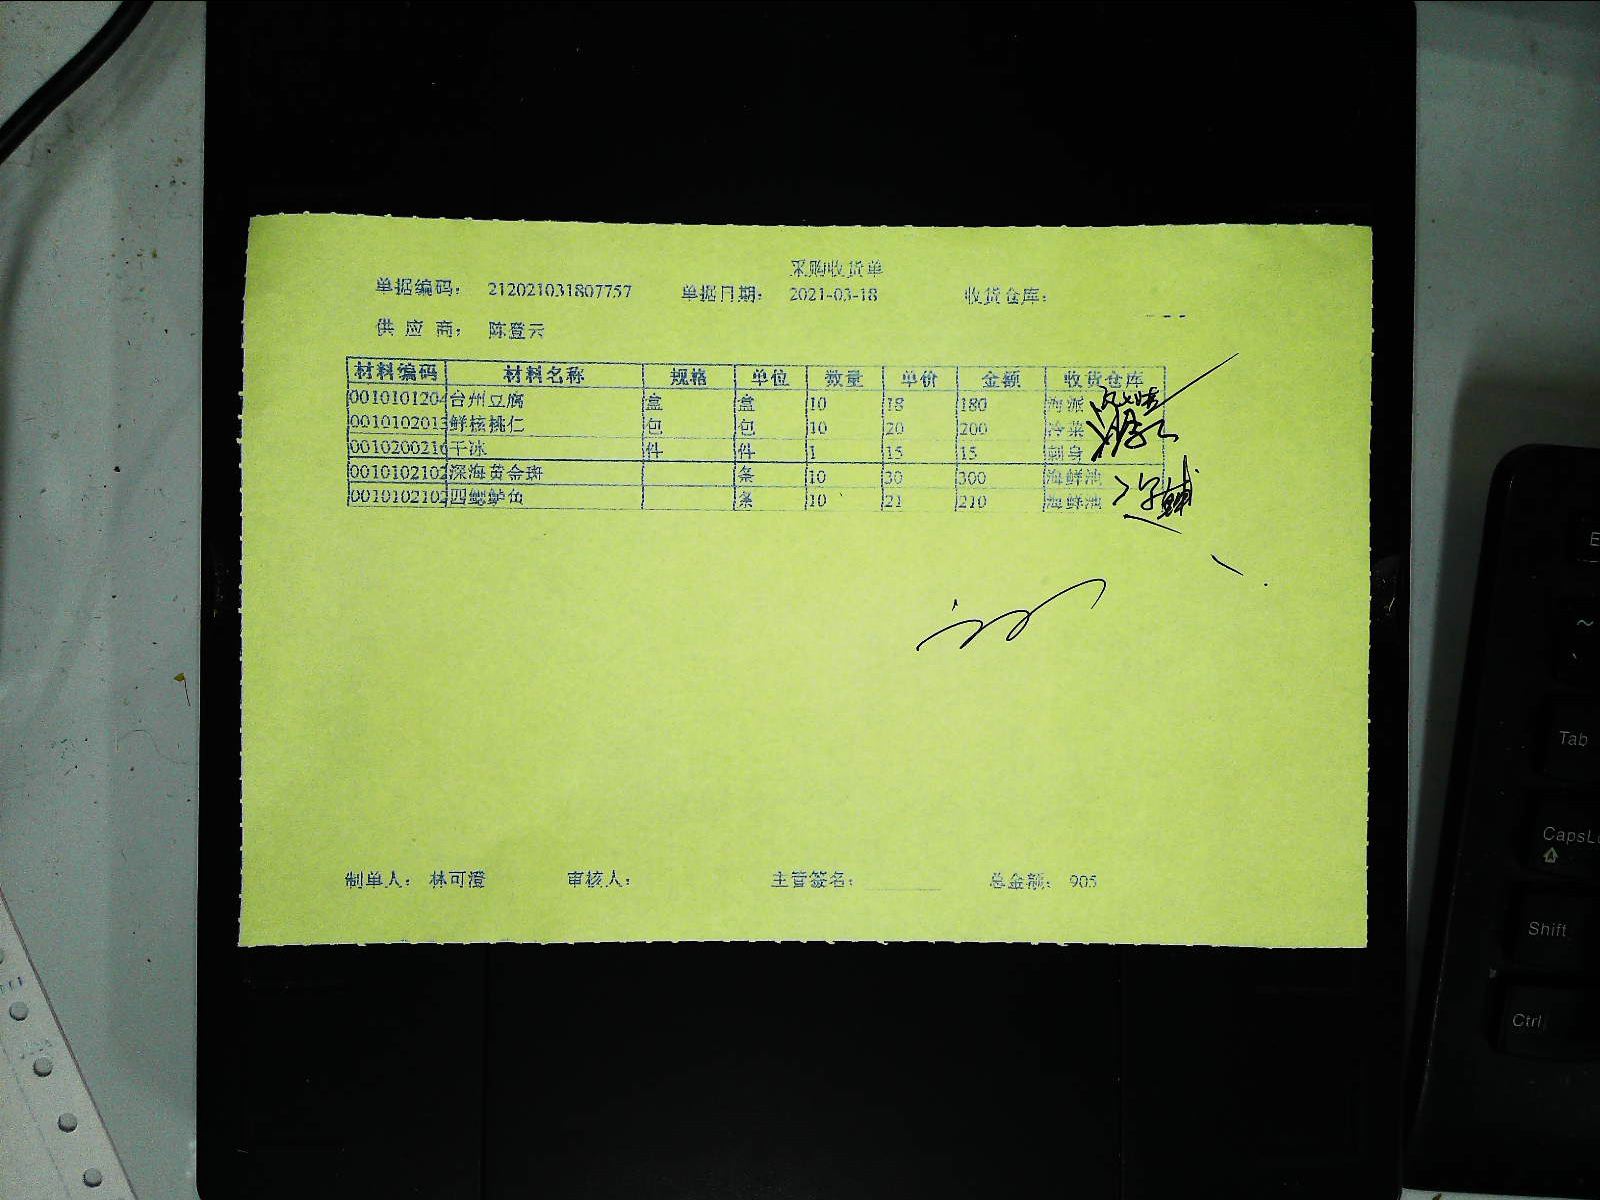 采购收货单
单据编码： 212021031807757 单据日期： 2021-03-18 收货仓库：
供 应 商： 陈登云
材料编码 材料名称 规格 单位 数量 单价 金额 收货仓库
0010101204 台州豆腐 盒 盒 10 18 180 海派
0010102013 鲜核桃仁 包 包 10 20 200 冷菜
0010200216 干冰 件 件 1 15 15 刺身
0010102102 深海黄金斑 条 10 30 300 海鲜池
0010102102 四鳃鲈鱼 条 10 21 210 海鲜池
制单人： 林可澄 审核人： 主管签名： 总金额： 905
E
~
Tab
CapsLo
Shift
Ctrl